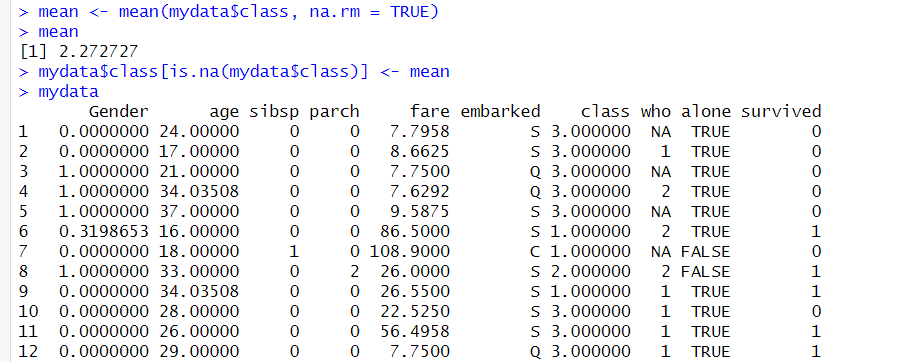 > mean <- mean(mydata$class, na.rm = TRUE)
> mean
[1] 2.272727
> mydata$class[is.na(mydata$class)] <- mean
> mydata
      Gender      age sibsp parch     fare embarked    class who alone survived
1  0.0000000 24.00000     0     0   7.7958        S 3.000000  NA  TRUE        0
2  0.0000000 17.00000     0     0   8.6625        S 3.000000   1  TRUE        0
3  1.0000000 21.00000     0     0   7.7500        Q 3.000000  NA  TRUE        0
4  1.0000000 34.03508     0     0   7.6292        Q 3.000000   2  TRUE        0
5  1.0000000 37.00000     0     0   9.5875        S 3.000000  NA  TRUE        0
6  0.3198653 16.00000     0     0  86.5000        S 1.000000   2  TRUE        1
7  0.0000000 18.00000     1     0 108.9000        C 1.000000  NA FALSE        0
8  1.0000000 33.00000     0     2  26.0000        S 2.000000   2 FALSE        1
9  0.0000000 34.03508     0     0  26.5500        S 1.000000   1  TRUE        1
10 0.0000000 28.00000     0     0  22.5250        S 3.000000   1  TRUE        0
11 0.0000000 26.00000     0     0  56.4958        S 3.000000   1  TRUE        1
12 0.0000000 29.00000     0     0   7.7500        Q 3.000000   1  TRUE        1